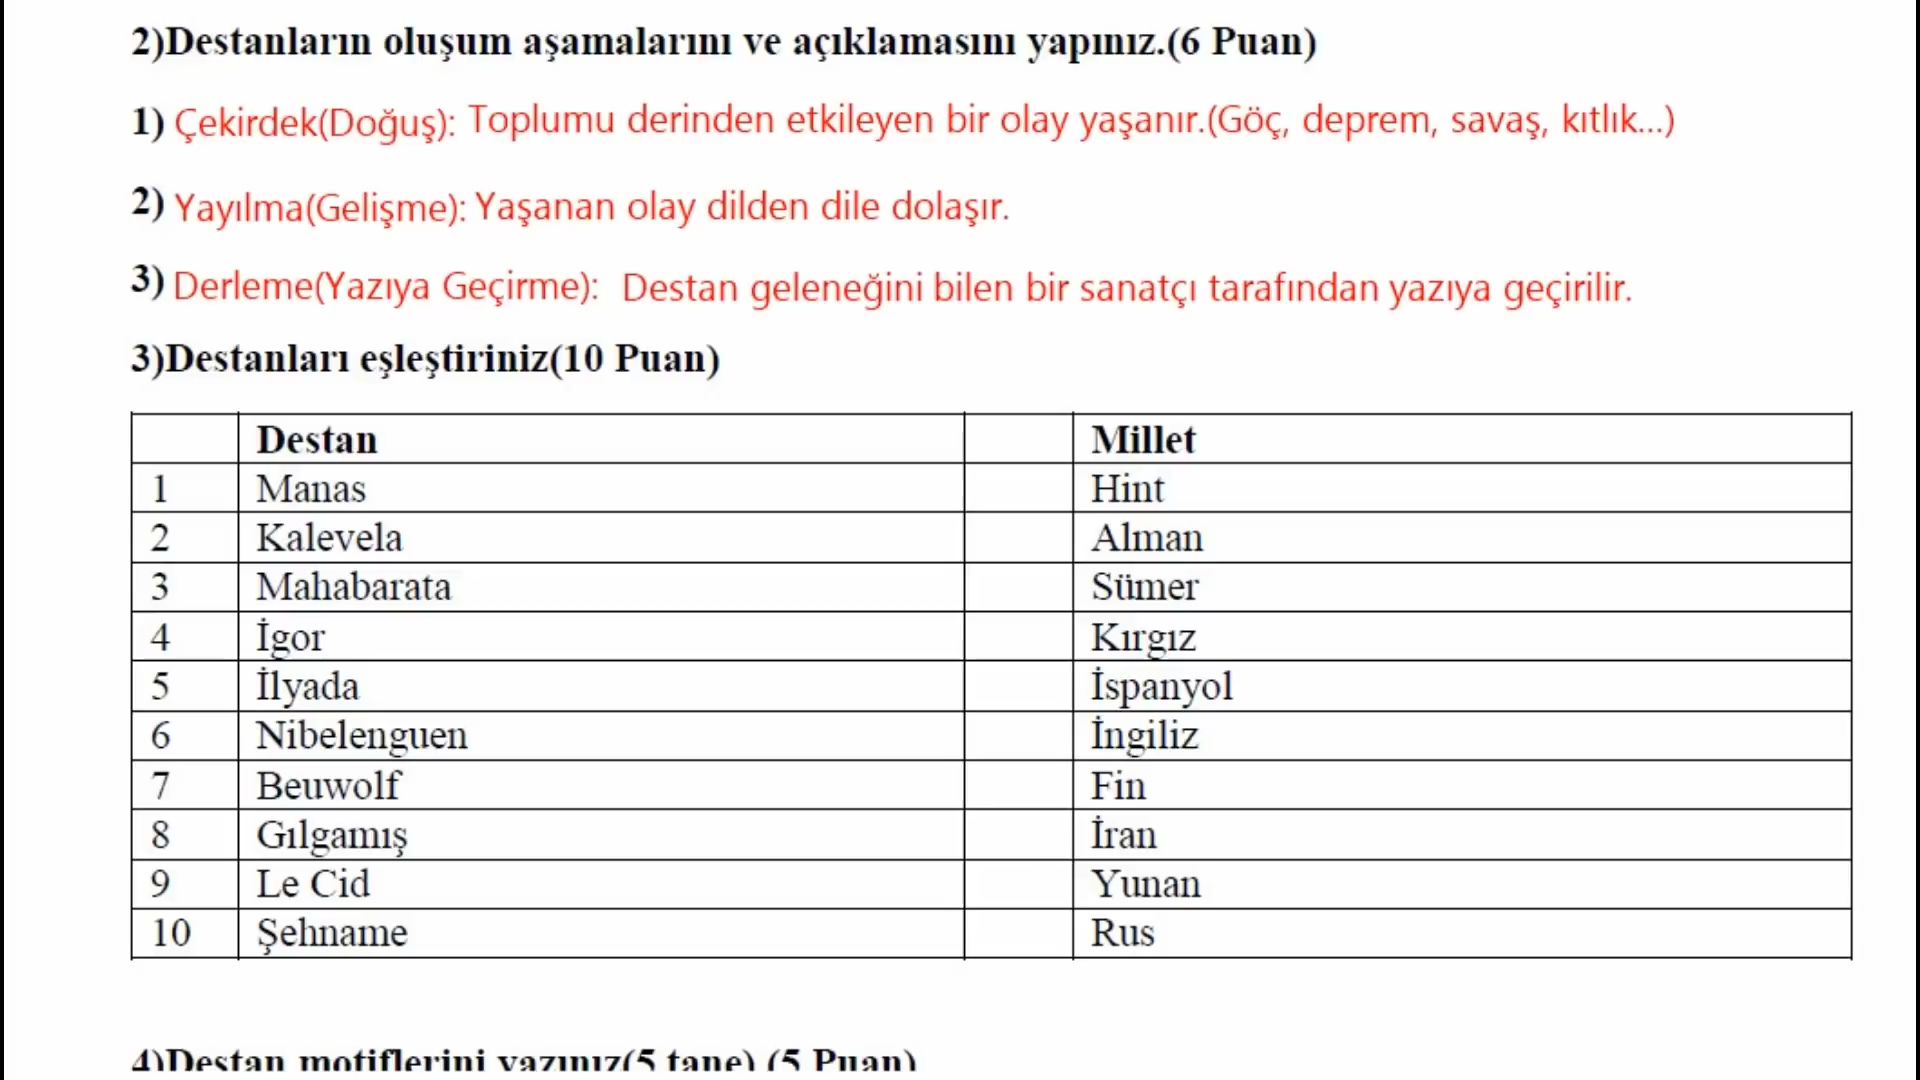 2)Destanların oluşum aşamalarını ve açıklamasını yapınız.(6 Puan)
1) Çekirdek(Doğuş): Toplumu derinden etkileyen bir olay yaşanır.(Göç, deprem, savaş, kıtlık...)
2) Yayılma(Gelişme): Yaşanan olay dilden dile dolaşır.
3) Derleme(Yazıya Geçirme): Destan geleneğini bilen bir sanatçı tarafından yazıya geçirilir.
3)Destanları eşleştiriniz(10 Puan)
Destan Millet
1 Manas Hint
2 Kalevela Alman
3 Mahabarata Sümer
4 İgor Kırgız
5 İlyada İspanyol
6 Nibelenguen İngiliz
7 Beuwolf Fin
8 Gılgamış İran
9 Le Cid Yunan
10 Şehname Rus
4)Destan motiflerini yazınız(5 tane) (5 Puan)